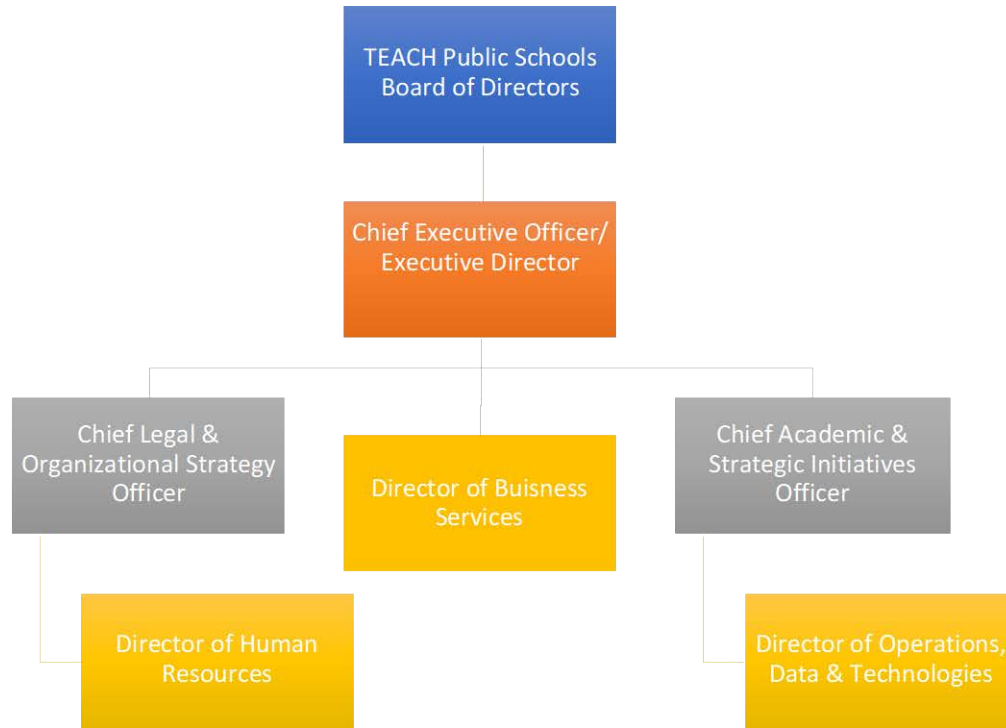 TEACH Public Schools
Board of Directors
Chief Executive Officer/
Executive Director
Chief Legal &
Organizational Strategy
Officer
Director of Buisness
Services
Chief Academic &
Strategic Initiatives
Officer
Director of Human
Resources
Director of Operations,
Data & Technologies